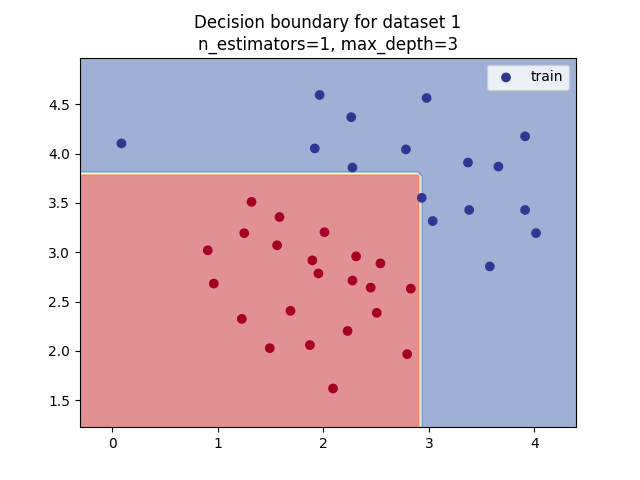 Decision boundary for dataset 1
n_estimators=1, max_depth=3
train
4.5
4.0
3.5
3.0
2.5
2.0
1.5
0 1 2 3 4